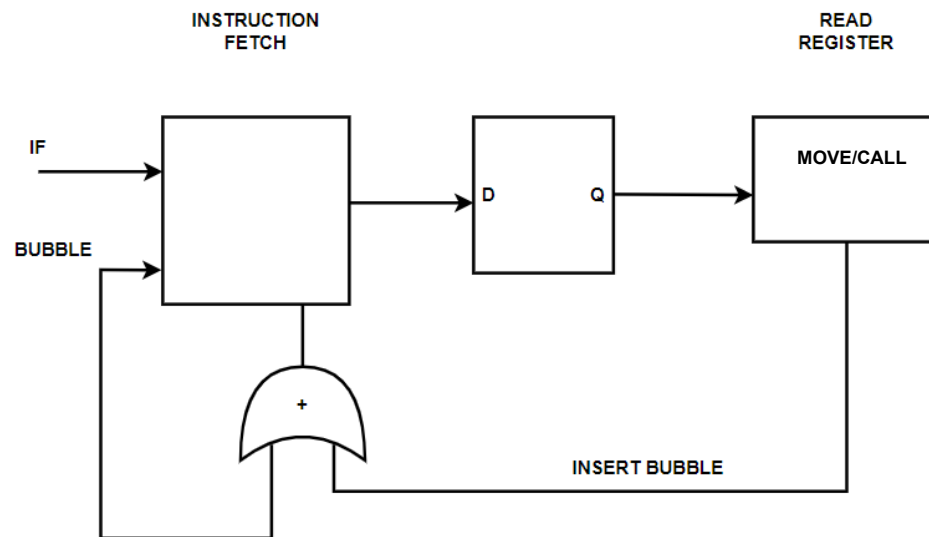 INSTRUCTION
FETCH
READ
REGISTER
IF
MOVE/CALL
D
Q
BUBBLE
+
INSERT BUBBLE